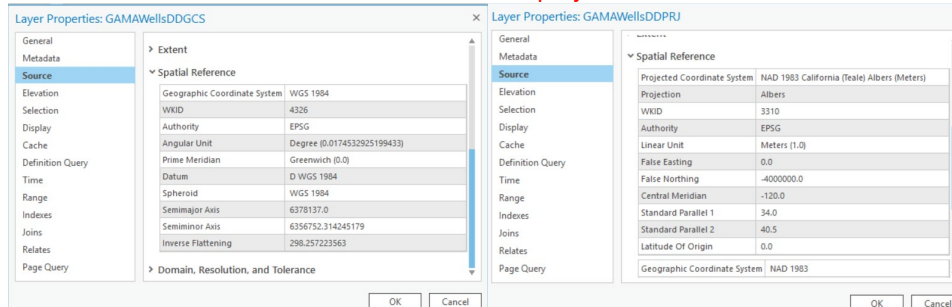 Layer Properties: GAMAWellsDDGCS
General
Metadata
Source
Elevation
Selection
Display
Cache
Definition Query
Time
Range
Indexes
Joins
Relates
Page Query
Extent
Spatial Reference
Geographic Coordinate System WGS 1984
WKID 4326
Authority EPSG
Angular Unit Degree (0.0174532925199433)
Prime Meridian Greenwich (0.0)
Datum D WGS 1984
Spheroid WGS 1984
Semimajor Axis 6378137.0
Semiminor Axis 6356752.314245179
Inverse Flattening 298.257223563
Domain, Resolution, and Tolerance
OK Cancel
Layer Properties: GAMAWellsDDPRJ
General
Metadata
Source
Elevation
Selection
Display
Cache
Definition Query
Time
Range
Indexes
Joins
Relates
Page Query
Spatial Reference
Projected Coordinate System NAD 1983 California (Teale) Albers (Meters)
Projection Albers
WKID 3310
Authority EPSG
Linear Unit Meters (1.0)
False Easting 0.0
False Northing -4000000.0
Central Meridian -120.0
Standard Parallel 1 34.0
Standard Parallel 2 40.5
Latitude Of Origin 0.0
Geographic Coordinate System NAD 1983
OK Cancel